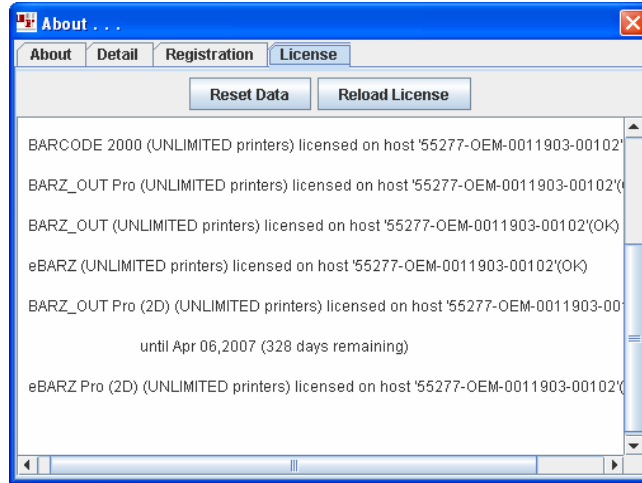 About . . .
About Detail Registration License
Reset Data Reload License
BARCODE 2000 (UNLIMITED printers) licensed on host '55277-OEM-0011903-00102'
BARZ_OUT Pro (UNLIMITED printers) licensed on host '55277-OEM-0011903-00102'(
BARZ_OUT (UNLIMITED printers) licensed on host '55277-OEM-0011903-00102'(OK)
eBARZ (UNLIMITED printers) licensed on host '55277-OEM-0011903-00102'(OK)
BARZ_OUT Pro (2D) (UNLIMITED printers) licensed on host '55277-OEM-0011903-001
until Apr 06,2007 (328 days remaining)
eBARZ Pro (2D) (UNLIMITED printers) licensed on host '55277-OEM-0011903-00102'(